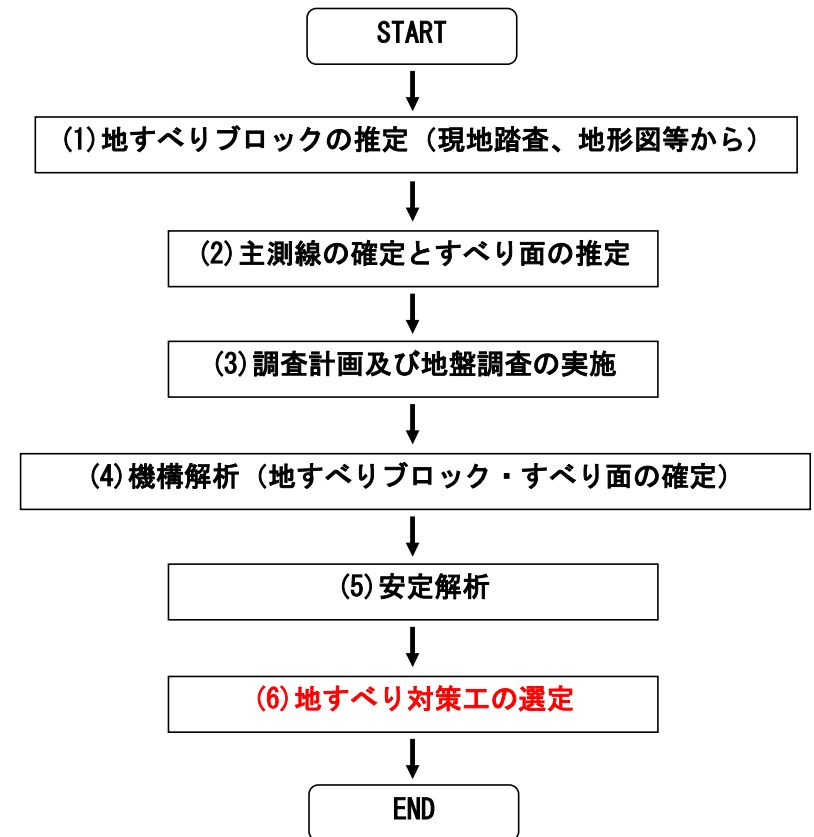 START
(1)地すべりブロックの推定（現地踏査、地形図等から）
(2)主測線の確定とすべり面の推定
(3)調査計画及び地盤調査の実施
(4)機構解析（地すべりブロック・すべり面の確定）
(5)安定解析
(6)地すべり対策工の選定
END